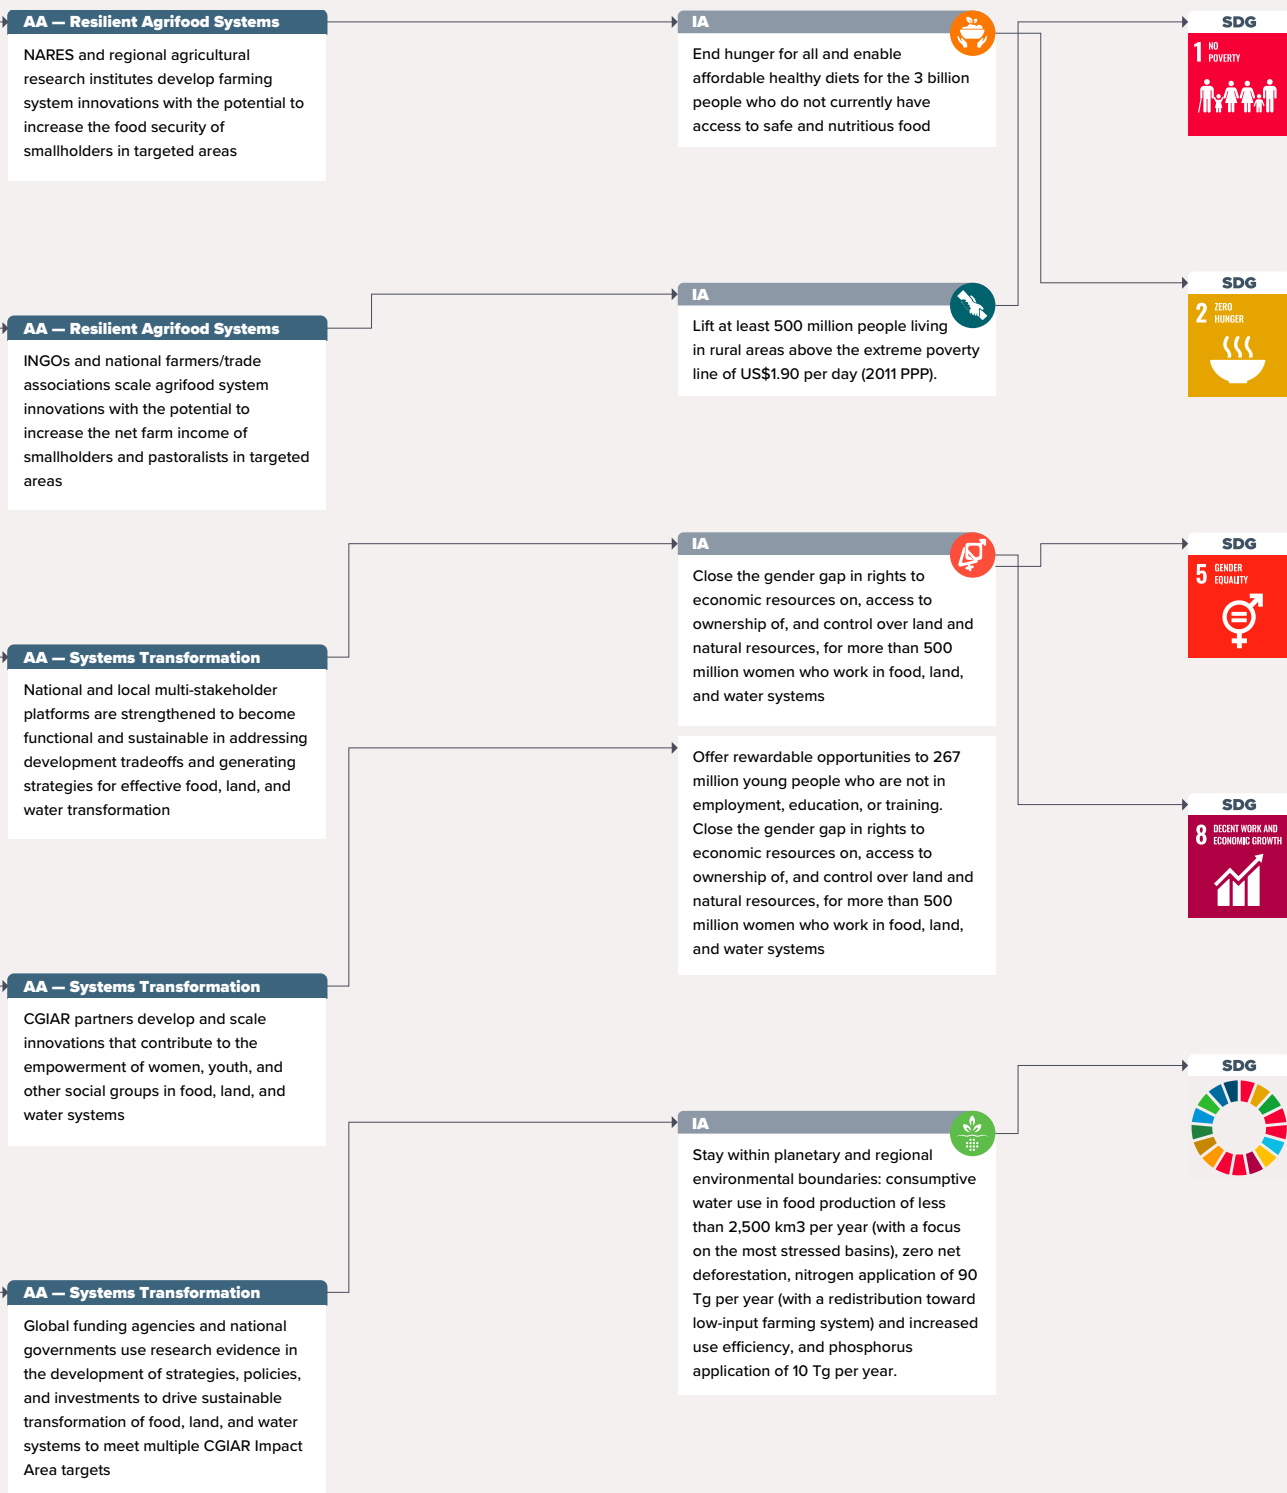 AA — Resilient Agrifood Systems
NARES and regional agricultural
research institutes develop farming
system innovations with the potential to
increase the food security of
smallholders in targeted areas
AA — Resilient Agrifood Systems
INGOs and national farmers/trade
associations scale agrifood system
innovations with the potential to
increase the net farm income of
smallholders and pastoralists in targeted
areas
AA — Systems Transformation
National and local multi-stakeholder
platforms are strengthened to become
functional and sustainable in addressing
development tradeoffs and generating
strategies for effective food, land, and
water transformation
AA — Systems Transformation
CGIAR partners develop and scale
innovations that contribute to the
empowerment of women, youth, and
other social groups in food, land, and
water systems
AA — Systems Transformation
Global funding agencies and national
governments use research evidence in
the development of strategies, policies,
and investments to drive sustainable
transformation of food, land, and water
systems to meet multiple CGIAR Impact
Area targets
IA
End hunger for all and enable
affordable healthy diets for the 3 billion
people who do not currently have
access to safe and nutritious food
IA
Lift at least 500 million people living
in rural areas above the extreme poverty
line of US$1.90 per day (2011 PPP).
IA
Close the gender gap in rights to
economic resources on, access to
ownership of, and control over land and
natural resources, for more than 500
million women who work in food, land,
and water systems
Offer rewardable opportunities to 267
million young people who are not in
employment, education, or training.
Close the gender gap in rights to
economic resources on, access to
ownership of, and control over land and
natural resources, for more than 500
million women who work in food, land,
and water systems
IA
Stay within planetary and regional
environmental boundaries: consumptive
water use in food production of less
than 2,500 km3 per year (with a focus
on the most stressed basins), zero net
deforestation, nitrogen application of 90
Tg per year (with a redistribution toward
low-input farming system) and increased
use efficiency, and phosphorus
application of 10 Tg per year.
SDG
1 NO
POVERTY
SDG
2 ZERO
HUNGER
SDG
5 GENDER
EQUALITY
SDG
8 DECENT WORK AND
ECONOMIC GROWTH
SDG